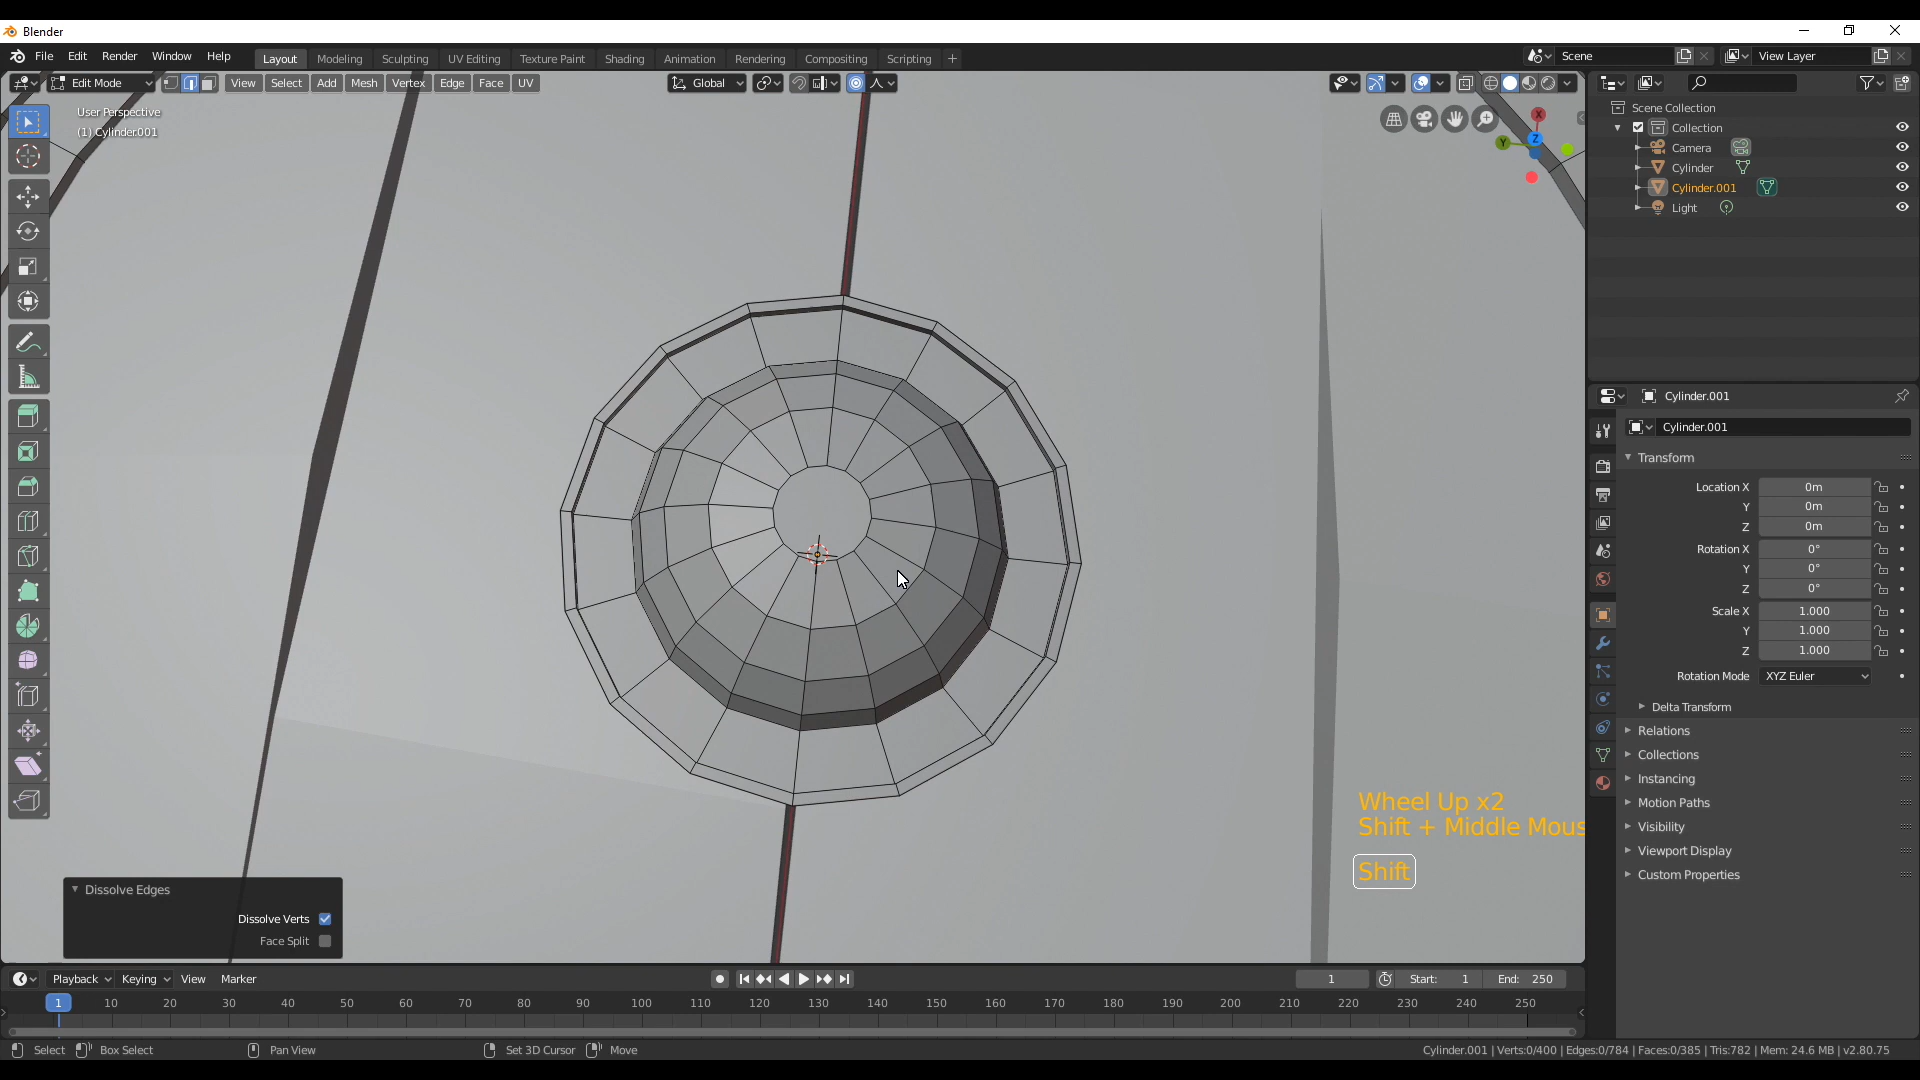 Blender
File Edit Render Window Help Layout Modeling Sculpting UV Editing Texture Paint Shading Animation Rendering Compositing Scripting + Scene View Layer
Edit Mode View Select Add Mesh Vertex Edge Face UV Global
User Perspective
(1) Cylinder.001
X
Y
Z
Scene Collection
Collection
Camera
Cylinder
Cylinder.001
Light
Cylinder.001
Cylinder.001
Transform
Location X 0m
Y 0m
Z 0m
Rotation X 0°
Y 0°
Z 0°
Scale X 1.000
Y 1.000
Z 1.000
Rotation Mode XYZ Euler
Delta Transform
Relations
Collections
Instancing
Motion Paths
Visibility
Viewport Display
Custom Properties
Wheel Up x2
Shift + Middle Mous
Shift
Dissolve Edges
Dissolve Verts
Face Split
Playback Keying View Marker 1 Start: 1 End: 250
1 10 20 30 40 50 60 70 80 90 100 110 120 130 140 150 160 170 180 190 200 210 220 230 240 250
Select Box Select Pan View Set 3D Cursor Move Cylinder.001 | Verts:0/400 | Edges:0/784 | Faces:0/385 | Tris:782 | Mem: 24.6 MB | v2.80.75